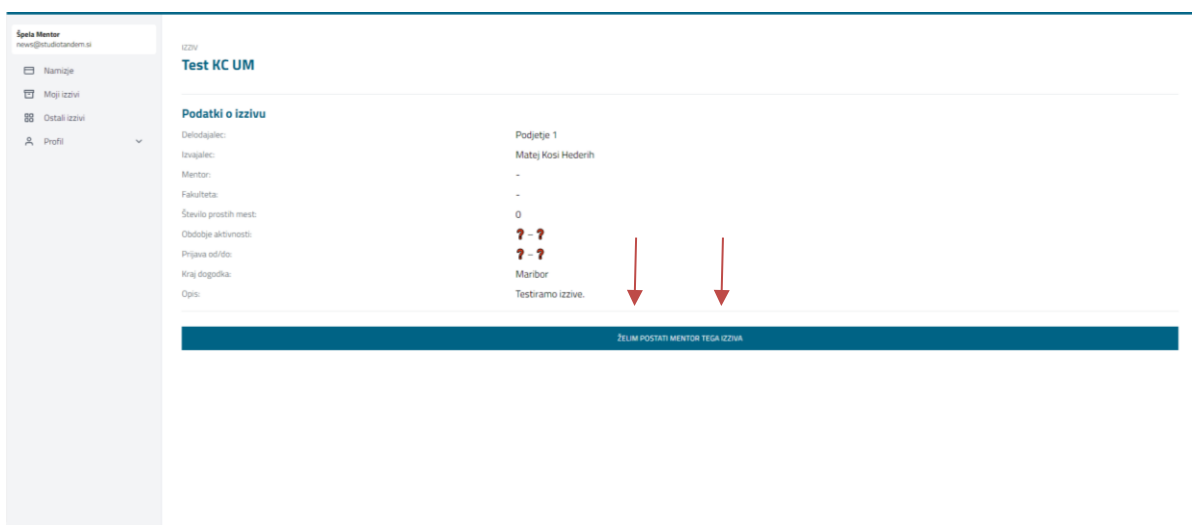 Špela Mentor
news@studiotandem.si
Namizje
Moji izzivi
Ostali izzivi
Profil
IZZIV
Test KC UM
Podatki o izzivu
Delodajalec: Podjetje 1
Izvajalec: Matej Kosi Hederih
Mentor: -
Fakulteta: -
Število prostih mest: 0
Obdobje aktivnosti: ❓ – ❓
Prijava od/do: ❓ – ❓
Kraj dogodka: Maribor
Opis: Testiramo izzive.
ŽELIM POSTATI MENTOR TEGA IZZIVA